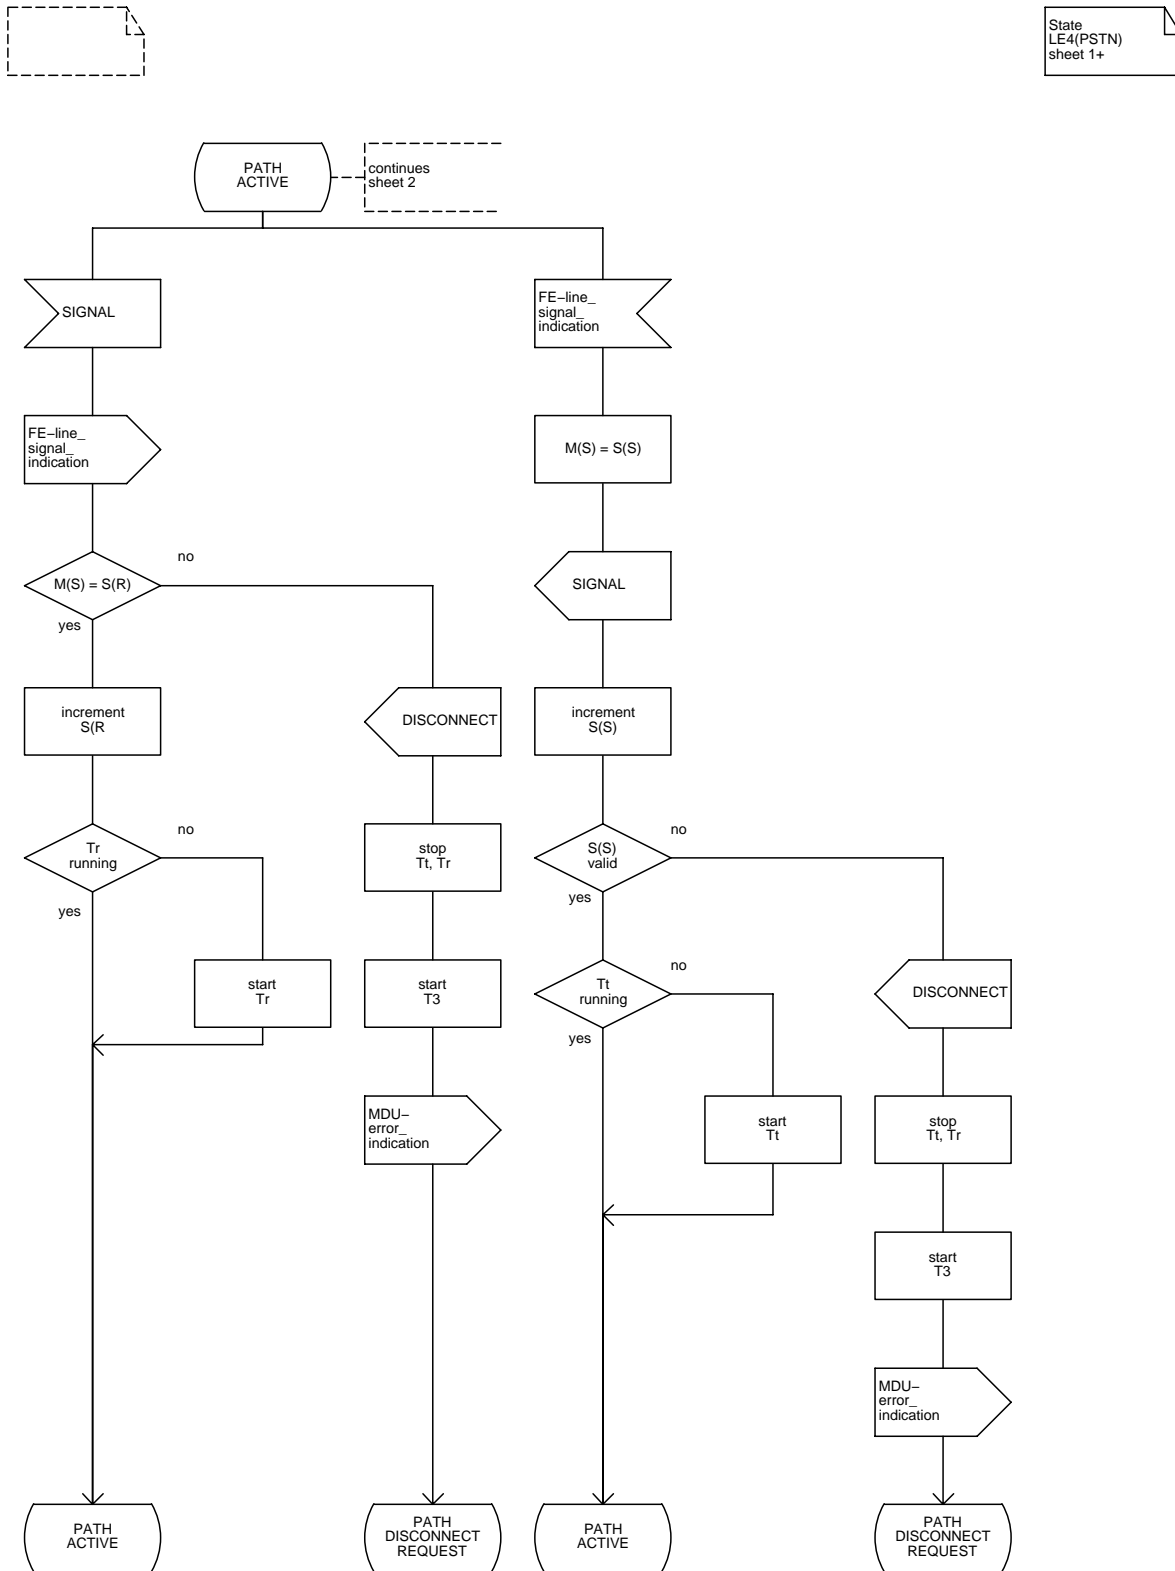 State
LE4(PSTN)
sheet 1+
PATH
ACTIVE
continues
sheet 2
SIGNAL
FE−line_
signal_
indication
FE−line_
signal_
indication
M(S) = S(S)
no
M(S) = S(R)
yes
SIGNAL
increment
S(R
DISCONNECT
increment
S(S)
no
Tr
running
yes
stop
Tt, Tr
no
S(S)
valid
yes
start
Tr
start
T3
no
Tt
running
yes
DISCONNECT
MDU−
error_
indication
start
Tt
stop
Tt, Tr
start
T3
MDU−
error_
indication
PATH
ACTIVE
PATH
DISCONNECT
REQUEST
PATH
ACTIVE
PATH
DISCONNECT
REQUEST